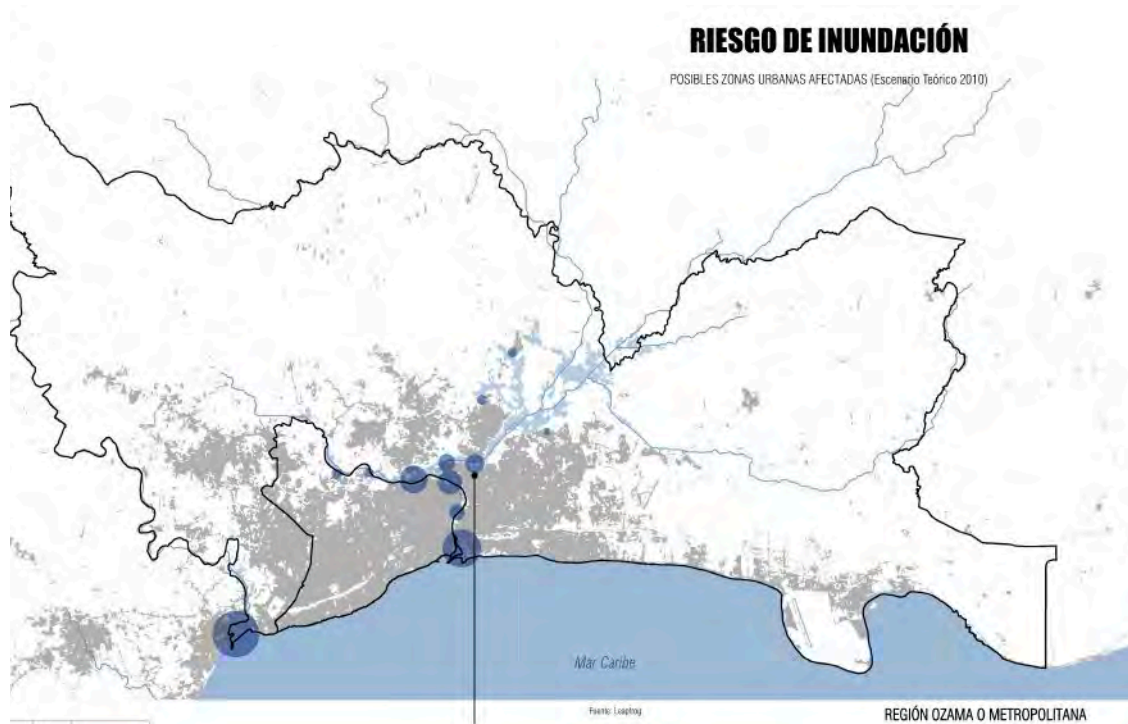 RIESGO DE INUNDACIÓN
POSIBLES ZONAS URBANAS AFECTADAS (Escenario Teórico 2010)
Mar Caribe
Fuente: Leapfrog
REGIÓN OZAMA O METROPOLITANA